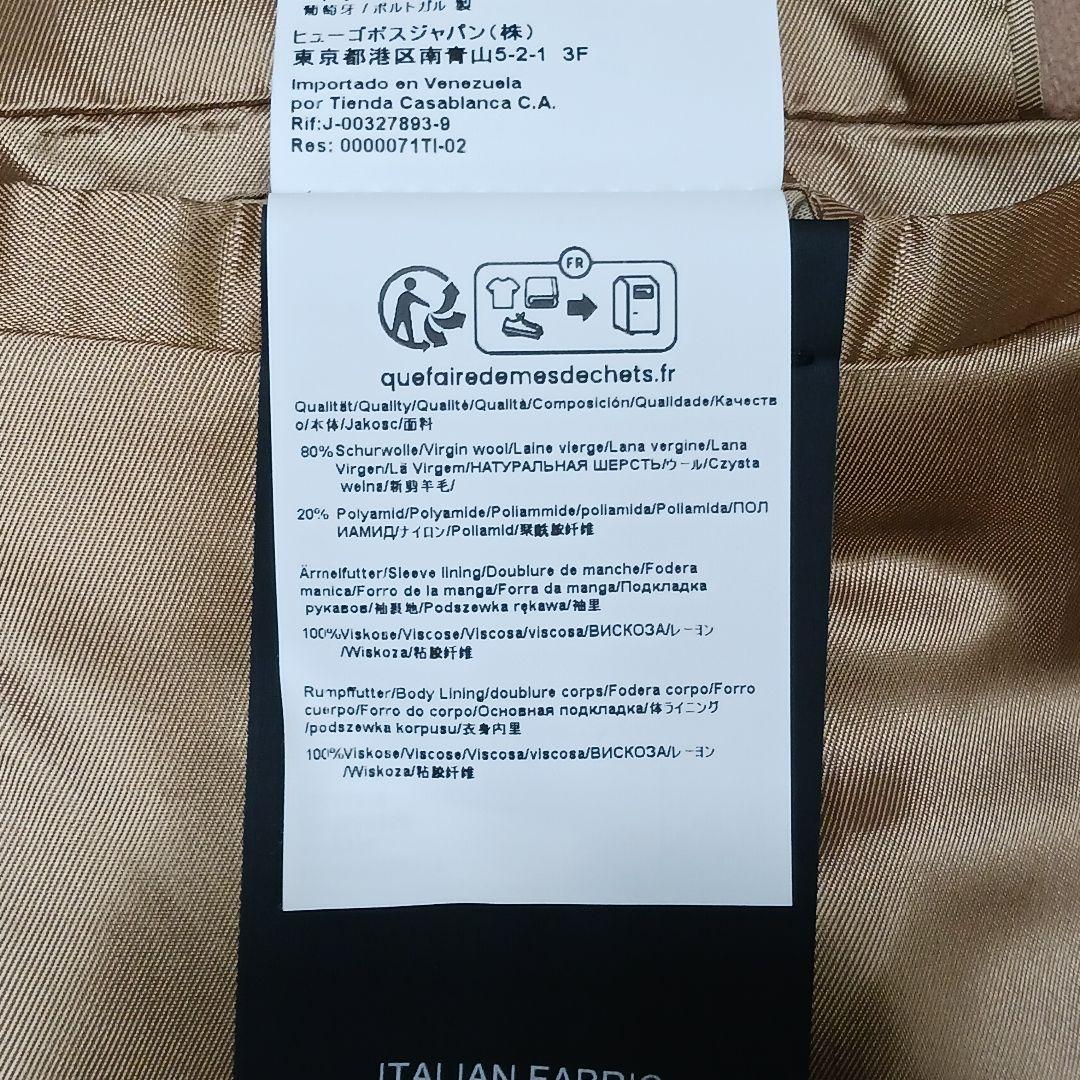 葡萄牙 / ポルトガル 製
ヒューゴボスジャパン(株)
東京都港区南青山5-2-1 3F
Importado en Venezuela
por Tienda Casablanca C.A.
Rif:J-00327893-9
Res: 0000071TI-02
FR
quefairedemesdechets.fr
Qualität/Quality/Qualité/Qualità/Composición/Qualidade/Качеств
о/本体/Jakosc/面料
80% Schurwolle/Virgin wool/Laine vierge/Lana vergine/Lana
Virgen/Lã Virgem/НАТУРАЛЬНАЯ ШЕРСТЬ/ウール/Czysta
welna/新剪羊毛/
20% Polyamid/Polyamide/Poliammide/poliamida/Poliamida/ПОЛ
ИАМИД/ナイロン/Poliamid/聚酰胺纤维
Ärmelfutter/Sleeve lining/Doublure de manche/Fodera
manica/Forro de la manga/Forra da manga/Подкладка
рукавов/袖裏地/Podszewka rękawa/袖里
100%Viskose/Viscose/Viscosa/viscosa/ВИСКОЗА/レーヨン
/Wiskoza/粘胶纤维
Rumpffutter/Body Lining/doublure corps/Fodera corpo/Forro
cuerpo/Forro do corpo/Основная подкладка/体ライニング
/podszewka korpusu/衣身内里
100%Viskose/Viscose/Viscosa/viscosa/ВИСКОЗА/レーヨン
/Wiskoza/粘胶纤维
ITALIAN FABRIC